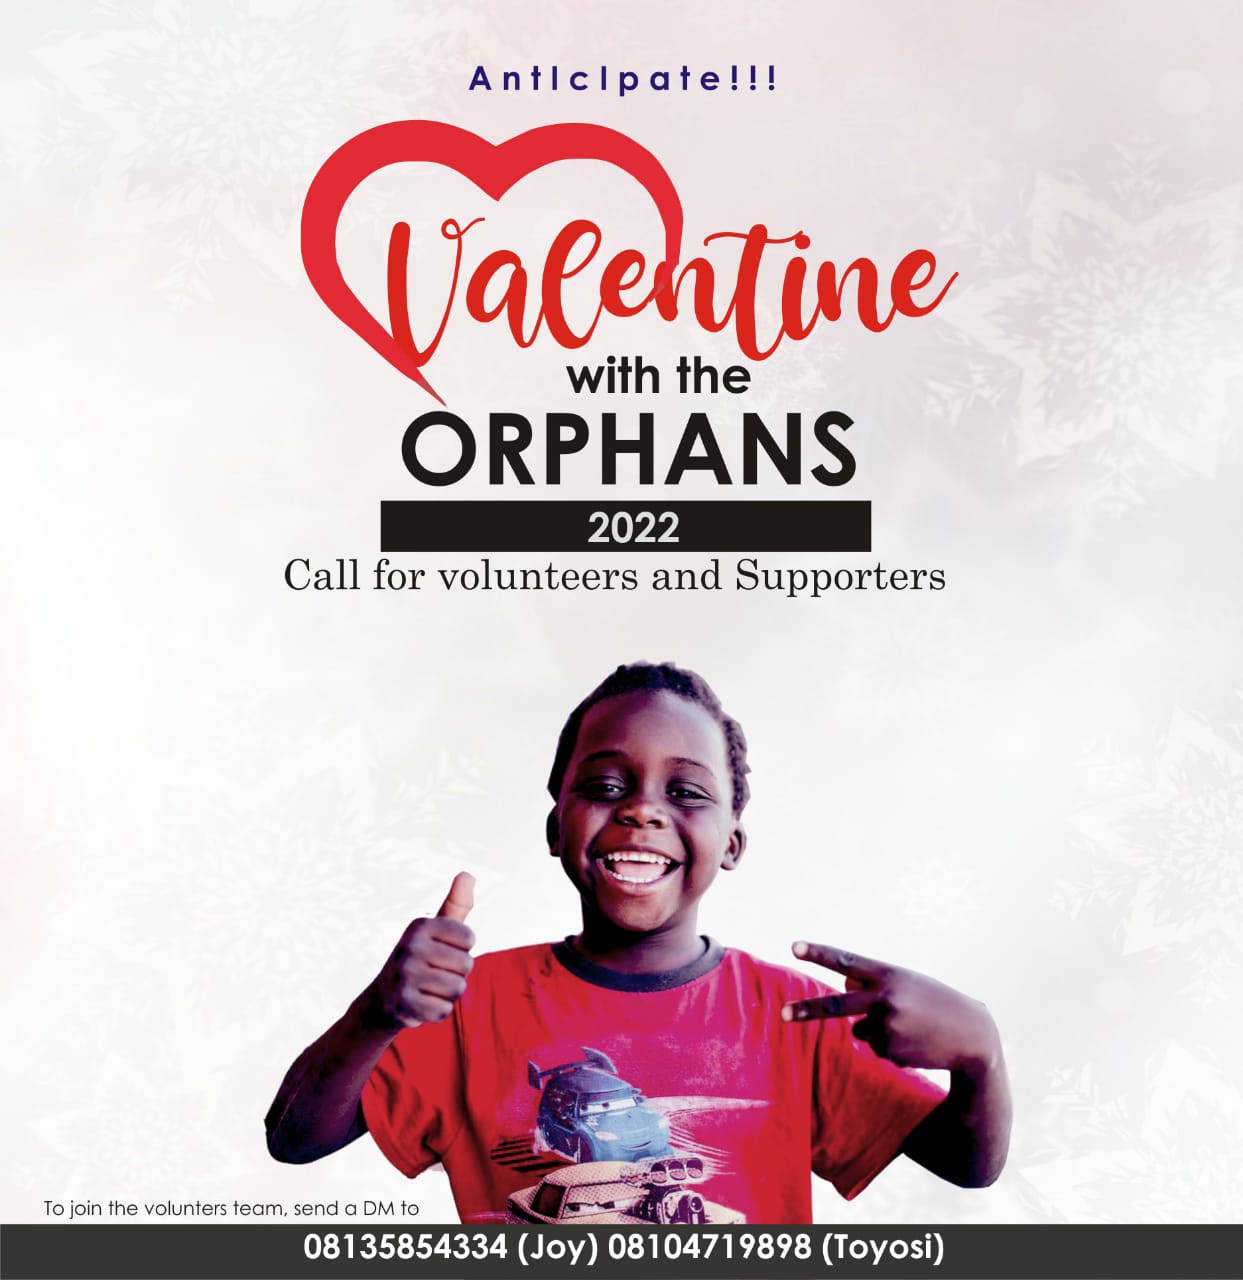 Anticipate!!!
Valentine
with the
ORPHANS
2022
Call for volunteers and Supporters
To join the volunters team, send a DM to
08135854334 (Joy) 08104719898 (Toyosi)